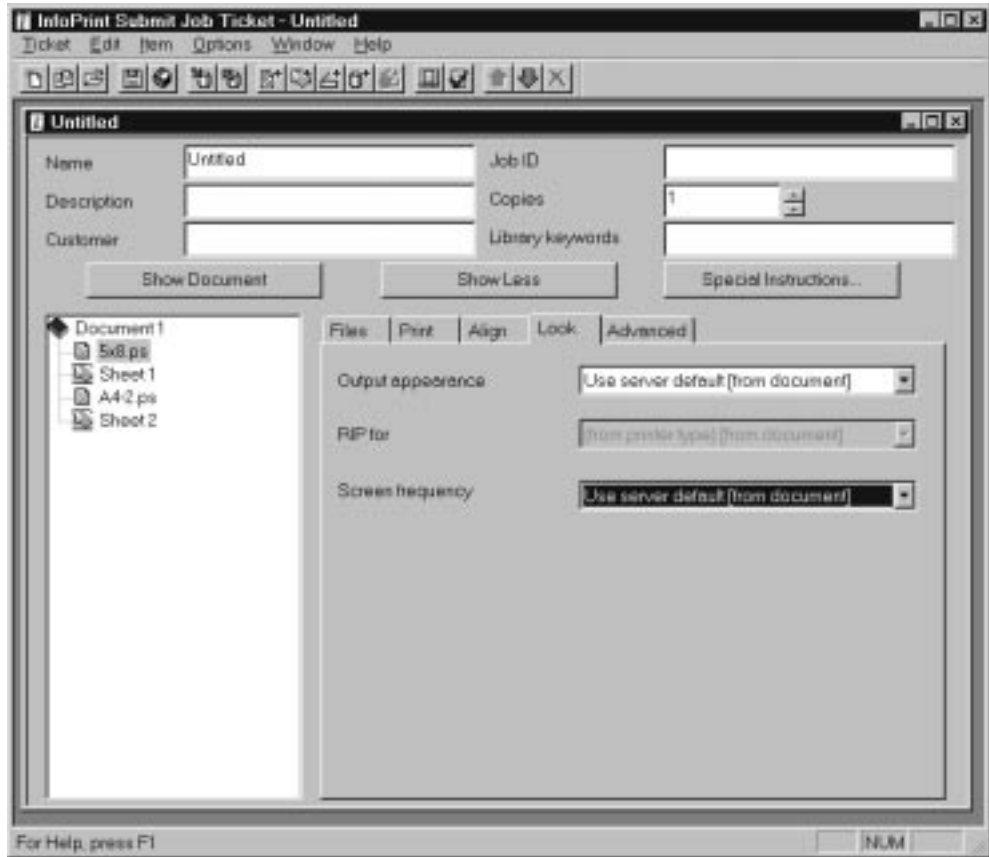 InfoPrint Submit Job Ticket - Untitled
Ticket Edit Item Options Window Help
Untitled
Name Untitled Job ID
Description Copies 1
Customer Library keywords
Show Document Show Less Special Instructions...
Document 1 Files Print Align Look Advanced
5x8.ps
Sheet 1 Output appearance Use server default [from document]
A4-2.ps
Sheet 2
RIP for (from printer type) [from document]
Screen frequency Use server default [from document]
For Help, press F1 NUM